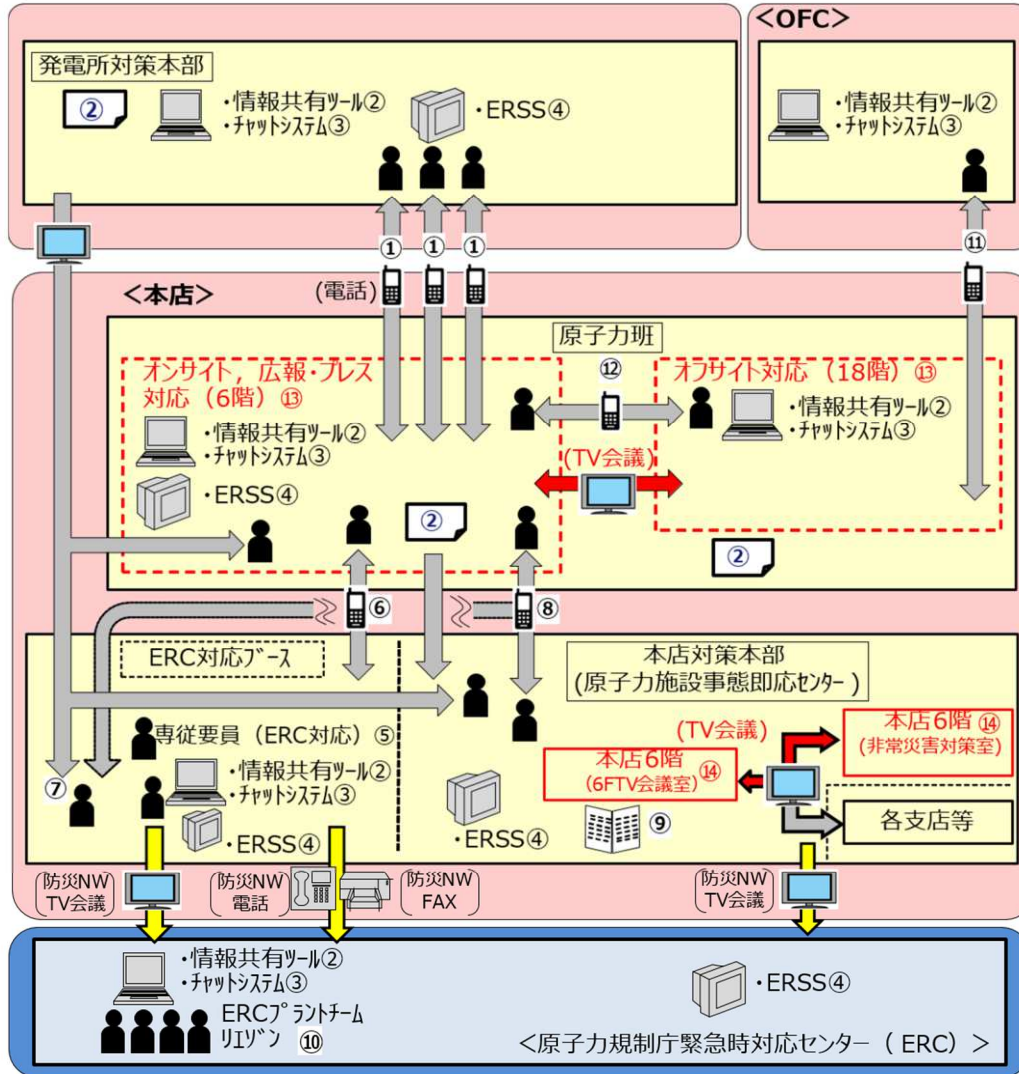 <OFC>
発電所対策本部
②
・情報共有ﾂｰﾙ②
・ﾁｬｯﾄｼｽﾃﾑ③
・ERSS④
・情報共有ﾂｰﾙ②
・ﾁｬｯﾄｼｽﾃﾑ③
① ① ①
⑪
<本店>
(電話)
原子力班
⑫
オンサイト，広報・プレス
対応（6階）⑬
・情報共有ﾂｰﾙ②
・ﾁｬｯﾄｼｽﾃﾑ③
・ERSS④
オフサイト対応（18階）⑬
・情報共有ﾂｰﾙ②
・ﾁｬｯﾄｼｽﾃﾑ③
(TV会議)
②
②
⑥
⑧
ERC対応ﾌﾞｰｽ
本店対策本部
(原子力施設事態即応ｾﾝﾀｰ)
専従要員（ERC対応）⑤
・情報共有ﾂｰﾙ②
・ﾁｬｯﾄｼｽﾃﾑ③
⑦
・ERSS④
・ERSS④
(TV会議)
本店6階⑭
(非常災害対策室)
本店6階⑭
(6FTV会議室)
⑨
各支店等
防災NW
TV会議
防災NW
電話
防災NW
FAX
防災NW
TV会議
・情報共有ﾂｰﾙ②
・ﾁｬｯﾄｼｽﾃﾑ③
ERCﾌﾟﾗﾝﾄﾁｰﾑ
ﾘｴｿﾞﾝ ⑩
・ERSS④
<原子力規制庁緊急時対応センター（ERC）>